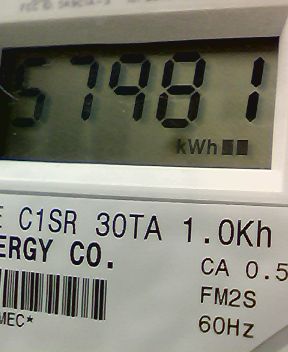 57981
kWh
E C1SR 30TA 1.0Kh
ERGY CO.
CA 0.5
FM2S
60Hz
MEC*